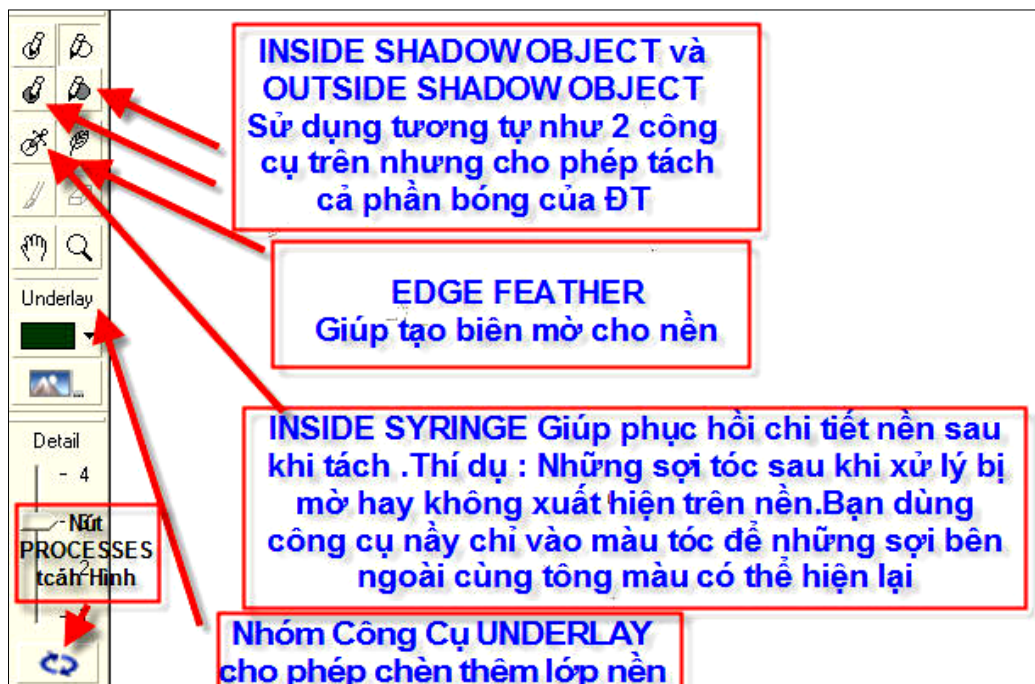 INSIDE SHADOW OBJECT và
OUTSIDE SHADOW OBJECT
Sử dụng tương tự như 2 công
cụ trên nhưng cho phép tách
cả phần bóng của ĐT
EDGE FEATHER
Giúp tạo biên mờ cho nền
Underlay
INSIDE SYRINGE Giúp phục hồi chi tiết nền sau
khi tách .Thí dụ : Những sợi tóc sau khi xử lý bị
mờ hay không xuất hiện trên nền.Bạn dùng
công cụ nầy chỉ vào màu tóc để những sợi bên
ngoài cùng tông màu có thể hiện lại
Detail
- 4
Nút
PROCESSES
tcáh Hình
2
Nhóm Công Cụ UNDERLAY
cho phép chèn thêm lớp nền